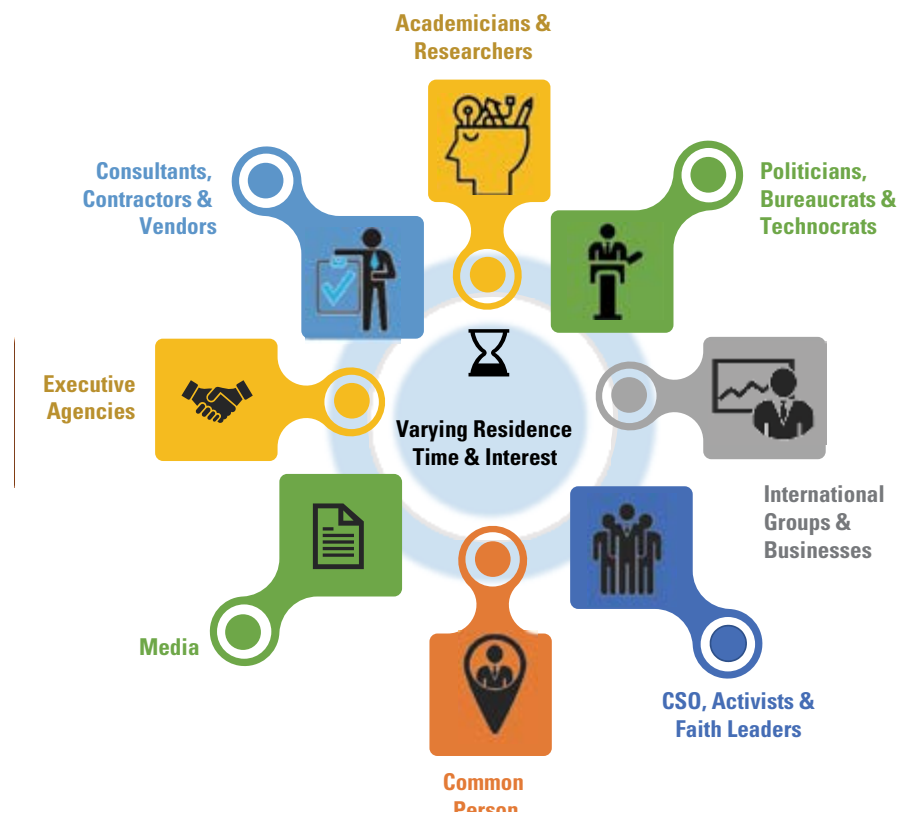 Academicians &
Researchers
Consultants,
Contractors &
Vendors
Politicians,
Bureaucrats &
Technocrats
Executive
Agencies
Varying Residence
Time & Interest
International
Groups &
Businesses
Media
CSO, Activists &
Faith Leaders
Common
Person